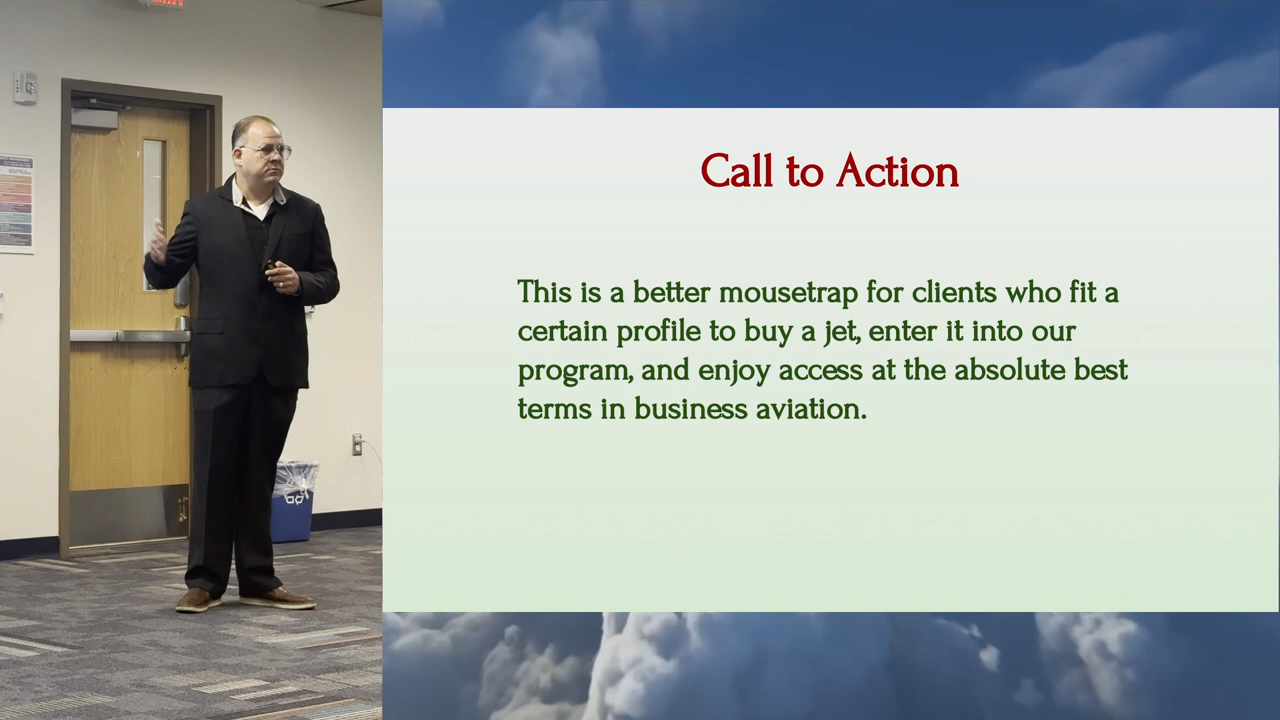 Call to Action
This is a better mousetrap for clients who fit a
certain profile to buy a jet, enter it into our
program, and enjoy access at the absolute best
terms in business aviation.